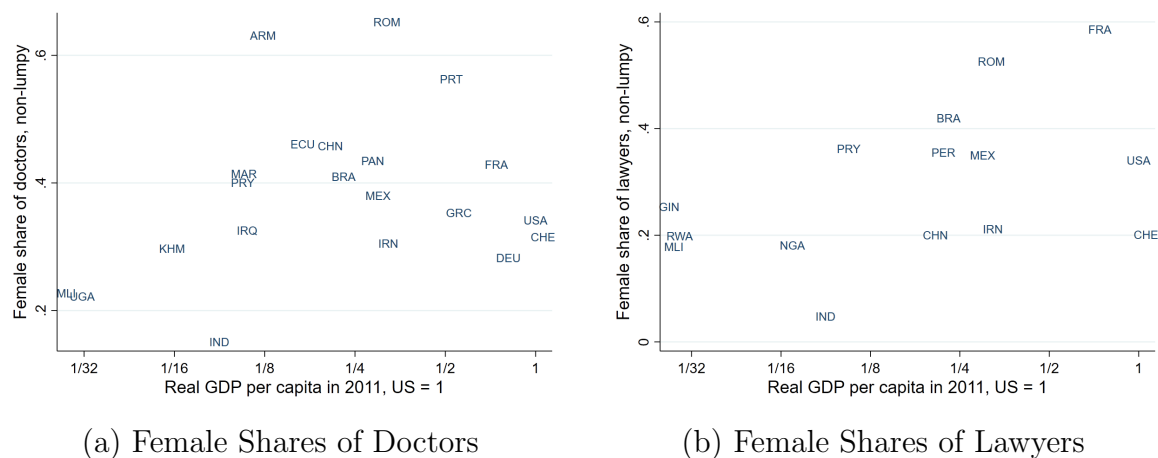 Female share of doctors, non-lumpy
.6
.4
.2
ROM
ARM
PRT
ECU
CHN
PAN
FRA
MAR
PRY
BRA
MEX
GRC
USA
IRQ
CHE
IRN
KHM
DEU
MLI
UGA
IND
1/32 1/16 1/8 1/4 1/2 1
Real GDP per capita in 2011, US = 1
(a) Female Shares of Doctors
Female share of lawyers, non-lumpy
.6
.4
.2
0
FRA
ROM
BRA
PRY
PER
MEX
USA
GIN
RWA
MLI
NGA
CHN
IRN
CHE
IND
1/32 1/16 1/8 1/4 1/2 1
Real GDP per capita in 2011, US = 1
(b) Female Shares of Lawyers